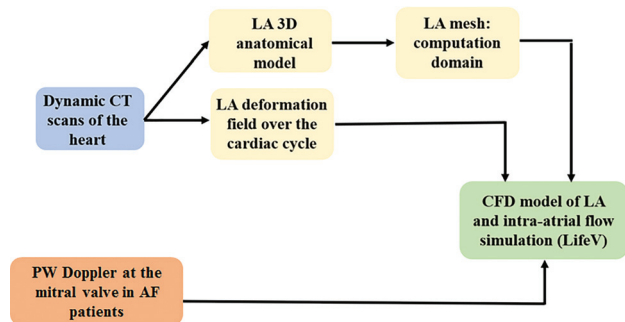 LA 3D
anatomical
model
LA mesh:
computation
domain
Dynamic CT
scans of the
heart
LA deformation
field over the
cardiac cycle
CFD model of LA
and intra-atrial flow
simulation (LifeV)
PW Doppler at the
mitral valve in AF
patients